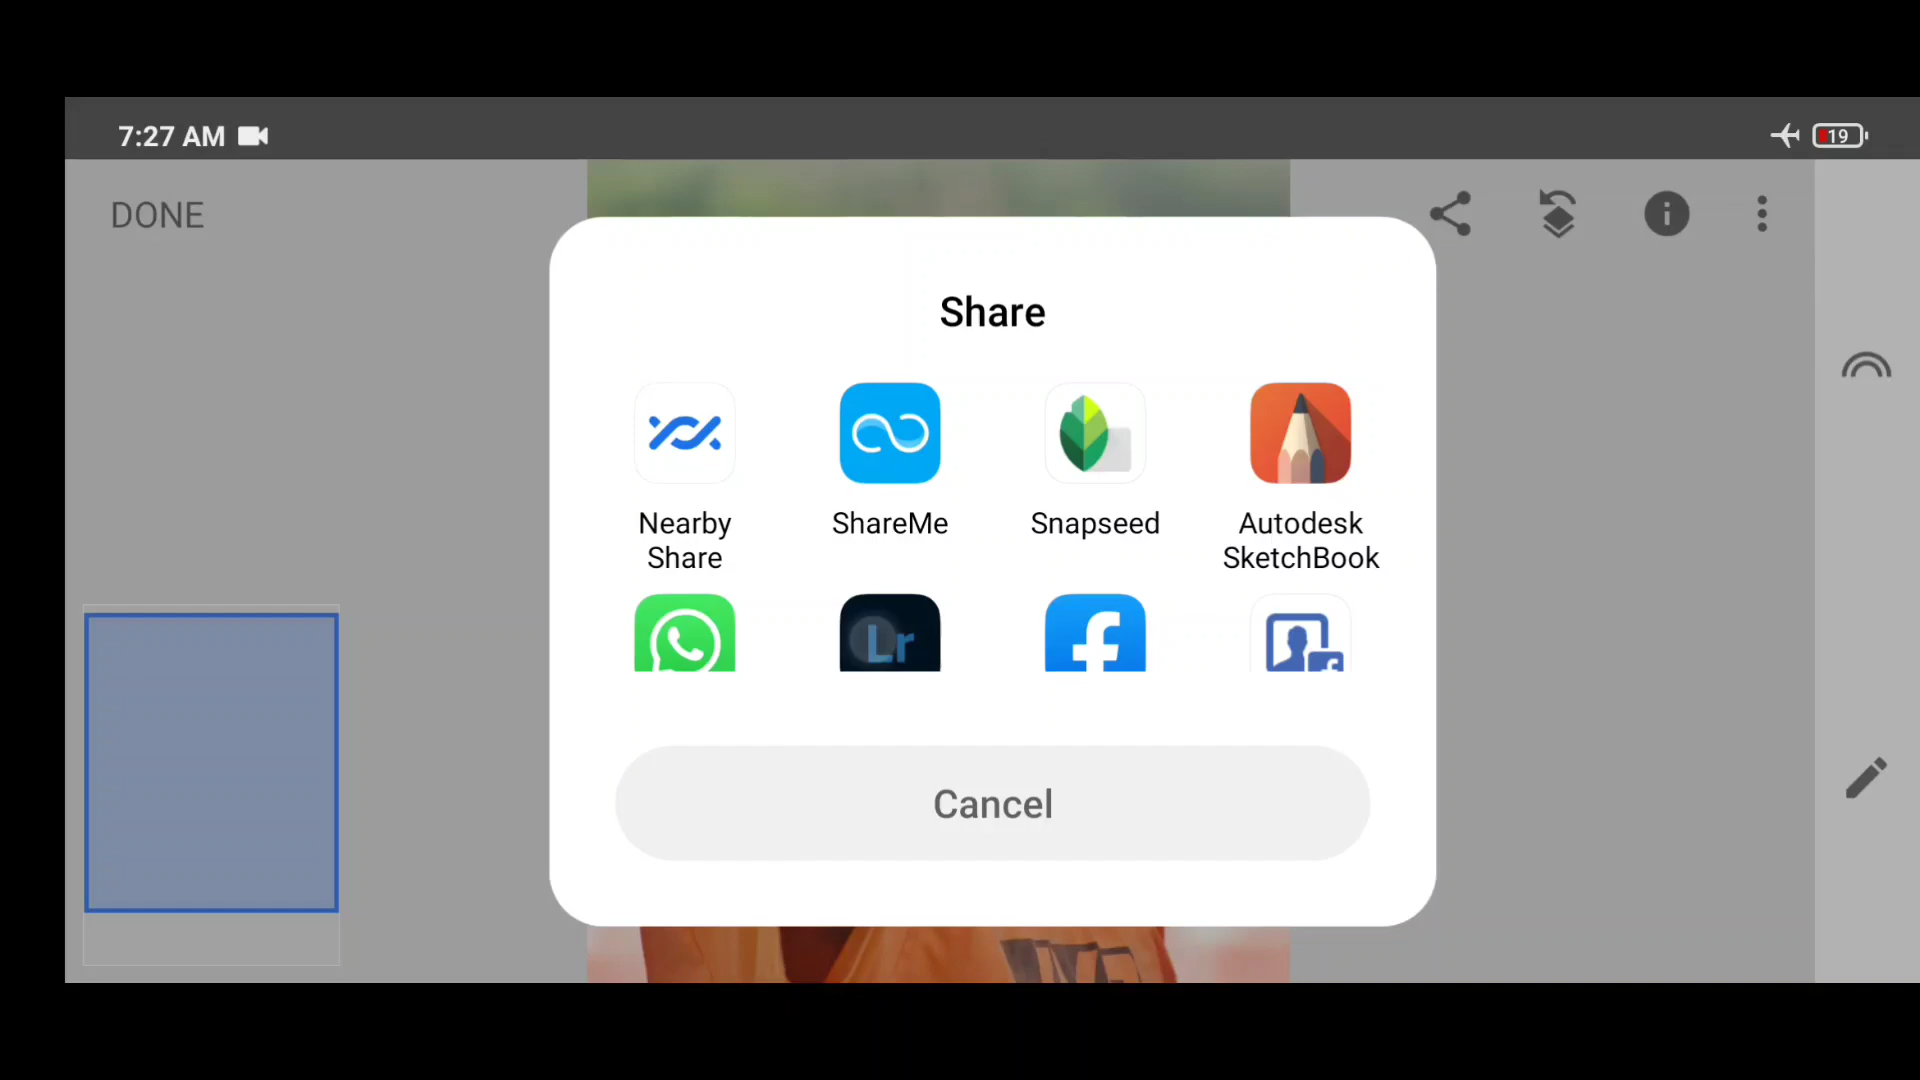 7:27 AM
19
DONE
Share
Nearby
Share
ShareMe
Snapseed
Autodesk
SketchBook
Lr
Cancel